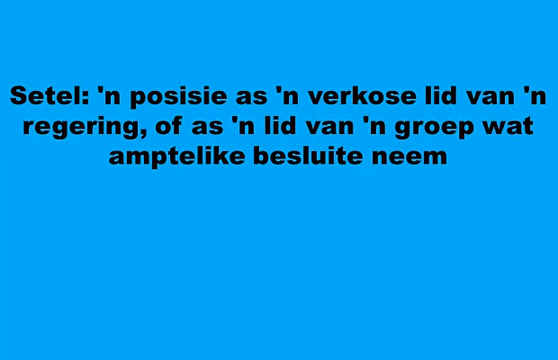 Setel: 'n posisie as 'n verkose lid van 'n
regering, of as 'n lid van 'n groep wat
amptelike besluite neem